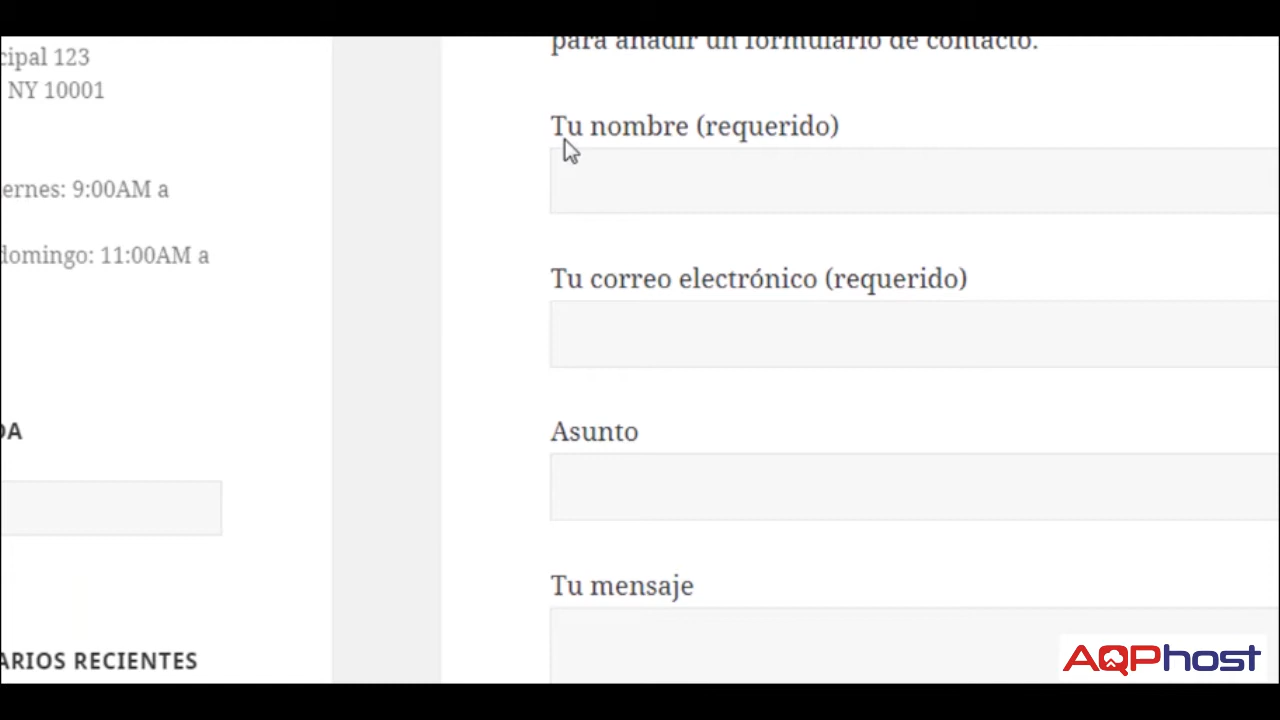 cipal 123
NY 10001
ernes: 9:00AM a
domingo: 11:00AM a
DA
ARIOS RECIENTES
para añadir un formulario de contacto.
Tu nombre (requerido)
Tu correo electrónico (requerido)
Asunto
Tu mensaje
AQPhost